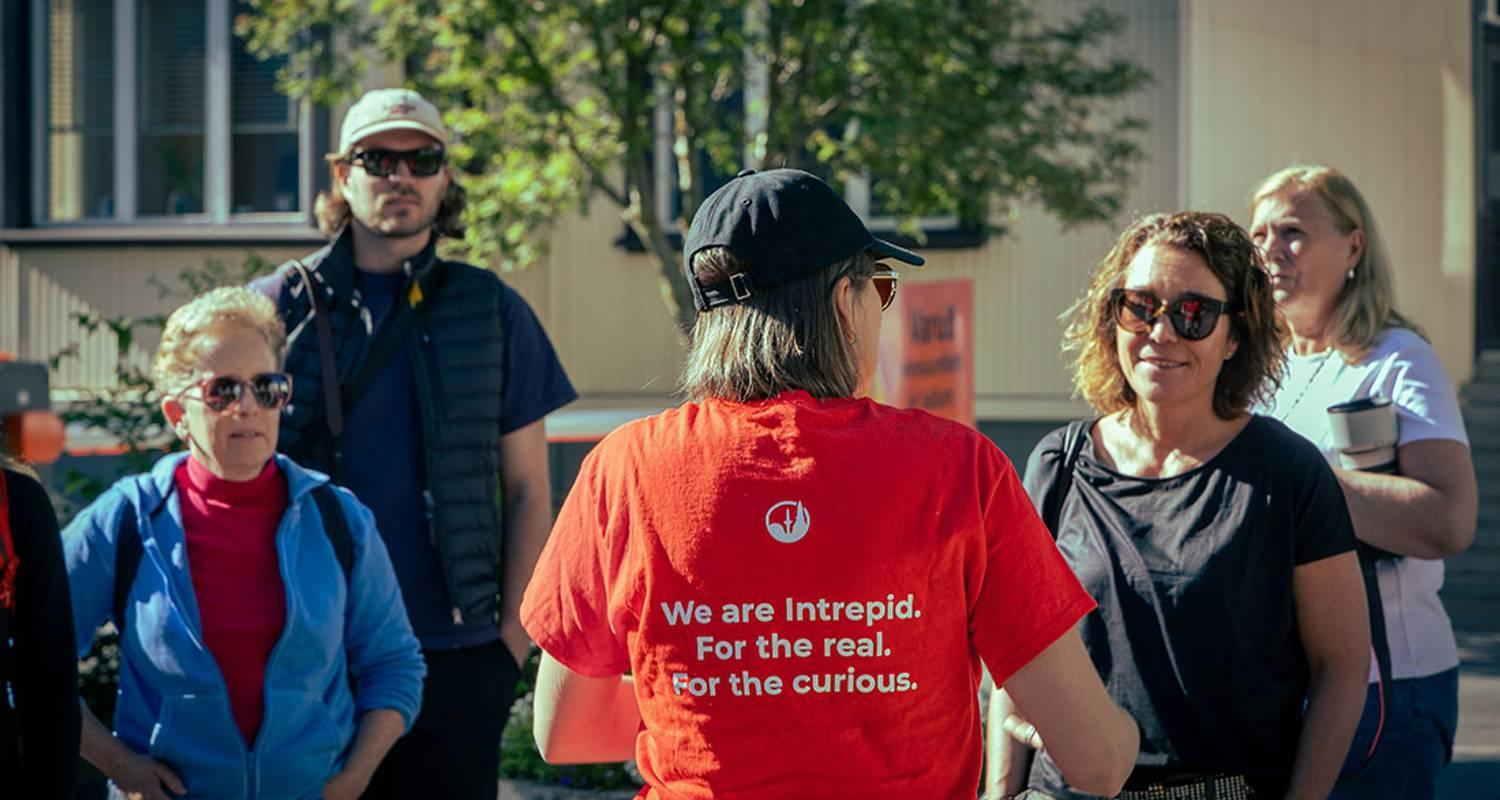 We are Intrepid.
For the real.
For the curious.